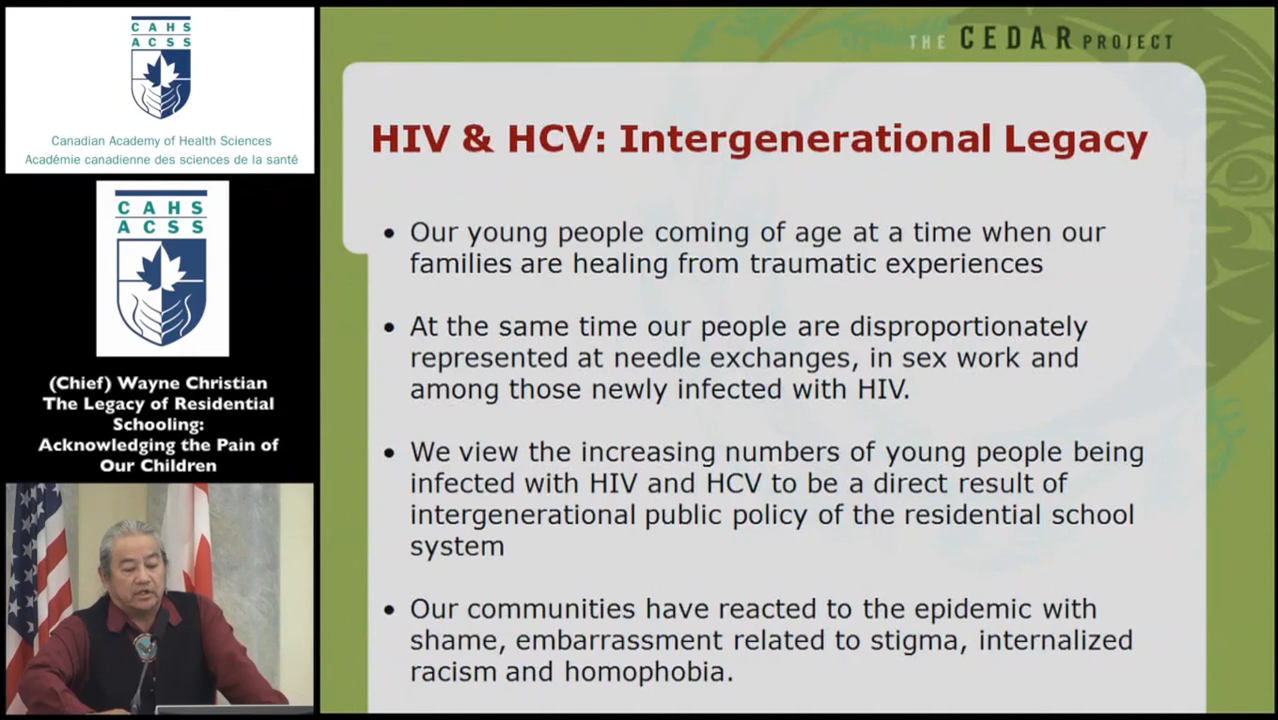 CAHS
ACSS
Canadian Academy of Health Sciences
Académie canadienne des sciences de la santé
CAHS
ACSS
(Chief) Wayne Christian
The Legacy of Residential
Schooling:
Acknowledging the Pain of
Our Children
THE CEDAR PROJECT
HIV & HCV: Intergenerational Legacy
• Our young people coming of age at a time when our
families are healing from traumatic experiences
• At the same time our people are disproportionately
represented at needle exchanges, in sex work and
among those newly infected with HIV.
• We view the increasing numbers of young people being
infected with HIV and HCV to be a direct result of
intergenerational public policy of the residential school
system
• Our communities have reacted to the epidemic with
shame, embarrassment related to stigma, internalized
racism and homophobia.